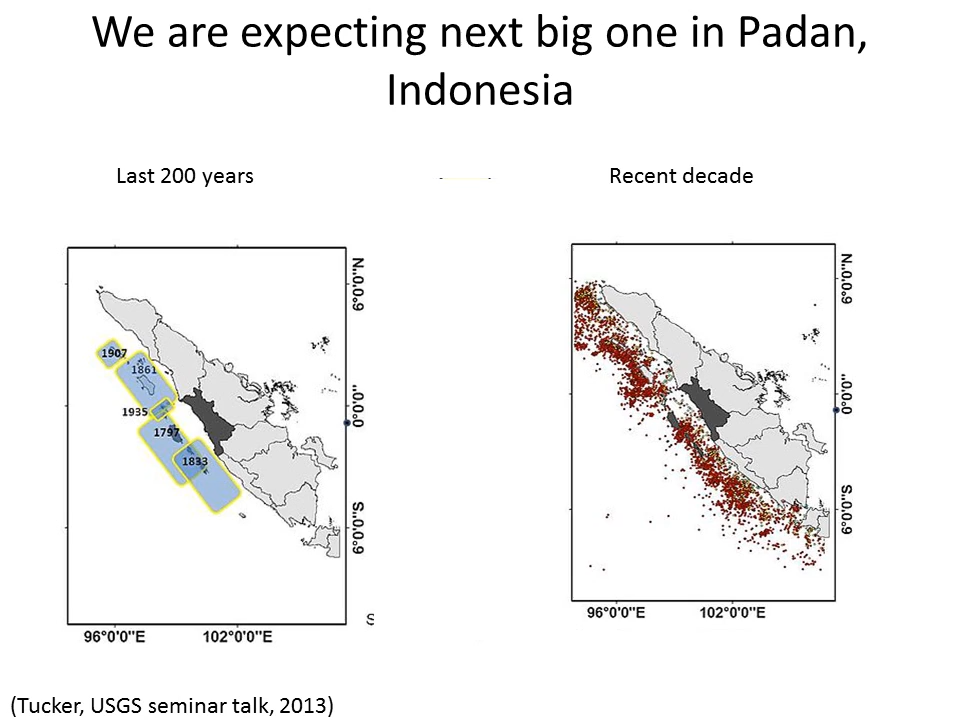 We are expecting next big one in Padan,
Indonesia
Last 200 years
Recent decade
6°0'0"N
0°0'0"
6°0'0"S
96°0'0"E
102°0'0"E
S
1907
1861
1935
1797
1833
6°0'0"N
0°0'0"
6°0'0"S
96°0'0"E
102°0'0"E
(Tucker, USGS seminar talk, 2013)